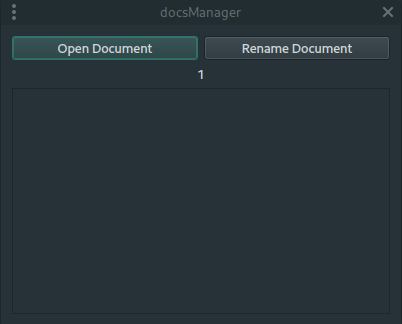 docsManager
Open Document
Rename Document
1